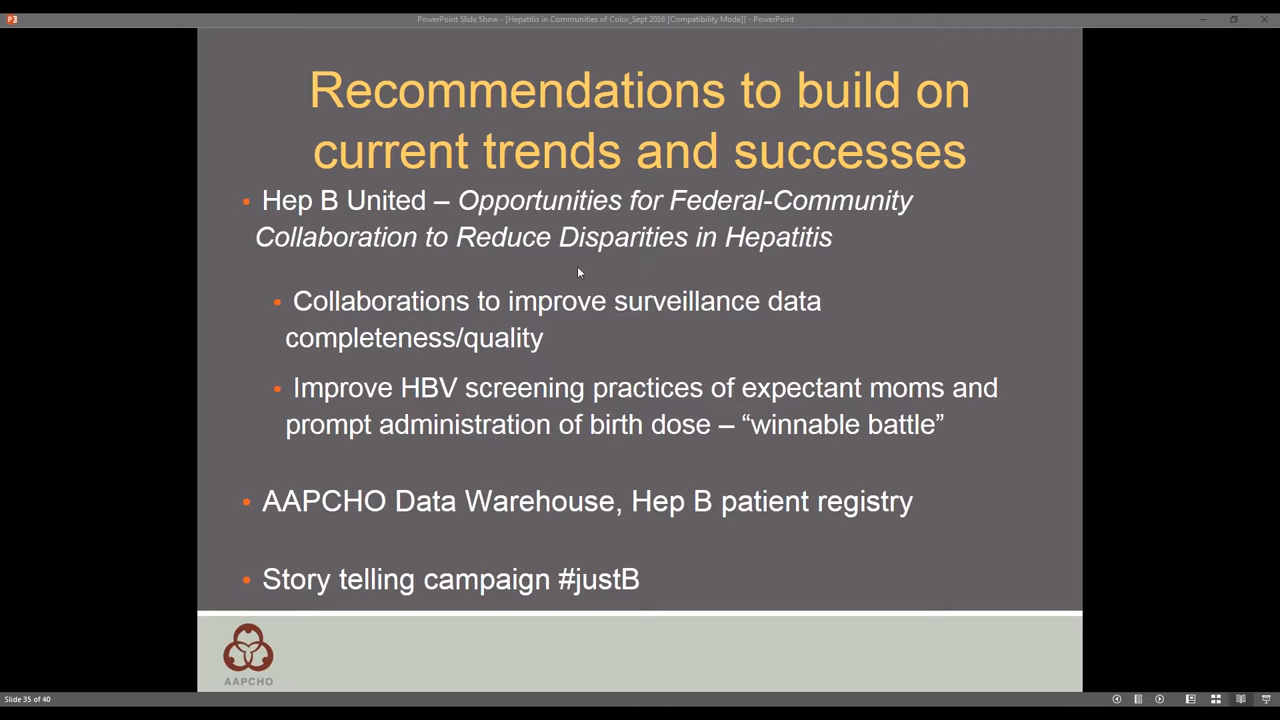 PowerPoint Slide Show - [Hepatitis in Communities of Color_Sept 2016 [Compatibility Mode]] - PowerPoint
Recommendations to build on
current trends and successes
• Hep B United – Opportunities for Federal-Community
Collaboration to Reduce Disparities in Hepatitis
• Collaborations to improve surveillance data
completeness/quality
• Improve HBV screening practices of expectant moms and
prompt administration of birth dose – “winnable battle”
• AAPCHO Data Warehouse, Hep B patient registry
• Story telling campaign #justB
AAPCHO
Slide 35 of 40